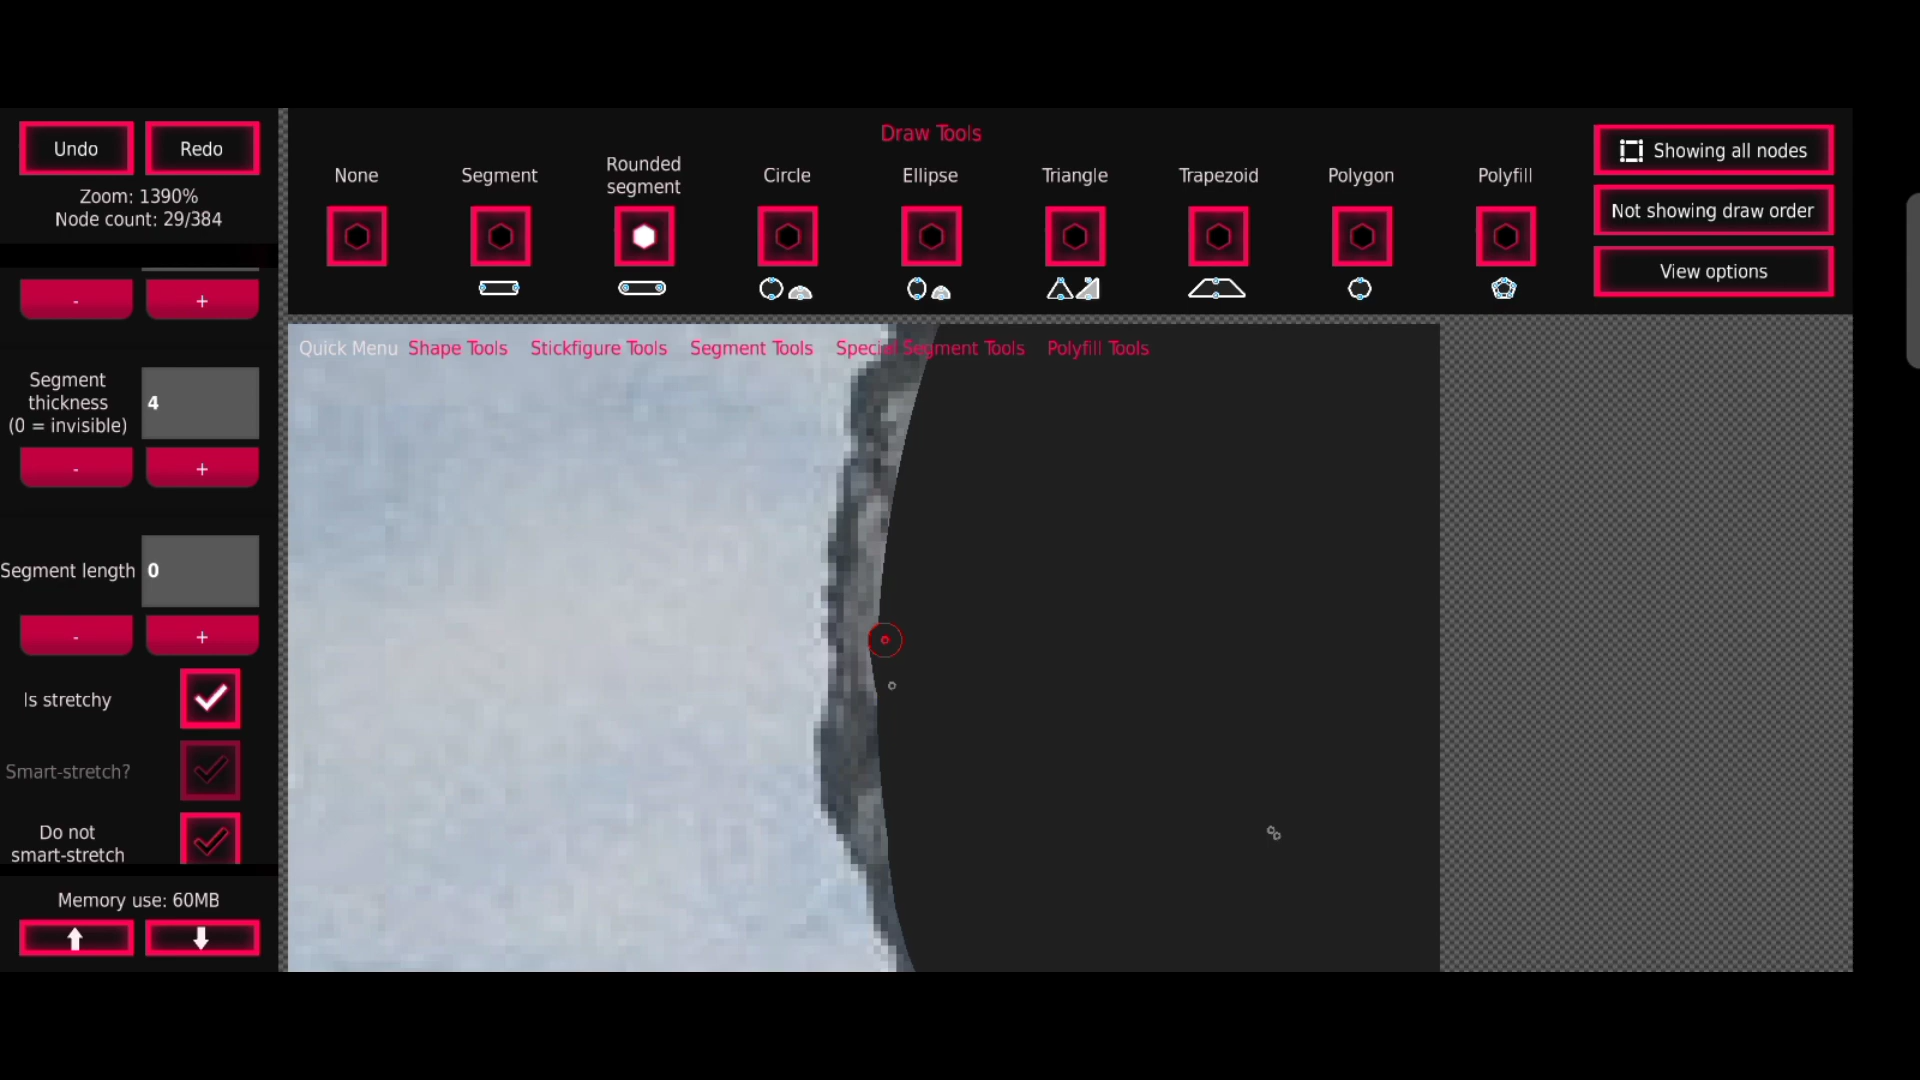 Undo
Redo
Zoom: 1390%
Node count: 29/384
-
+
Segment
thickness
(0 = invisible)
4
-
+
Segment length
0
-
+
Is stretchy
Smart-stretch?
Do not
smart-stretch
Memory use: 60MB
Draw Tools
None
Segment
Rounded
segment
Circle
Ellipse
Triangle
Trapezoid
Polygon
Polyfill
Showing all nodes
Not showing draw order
View options
Quick Menu
Shape Tools
Stickfigure Tools
Segment Tools
Special Segment Tools
Polyfill Tools